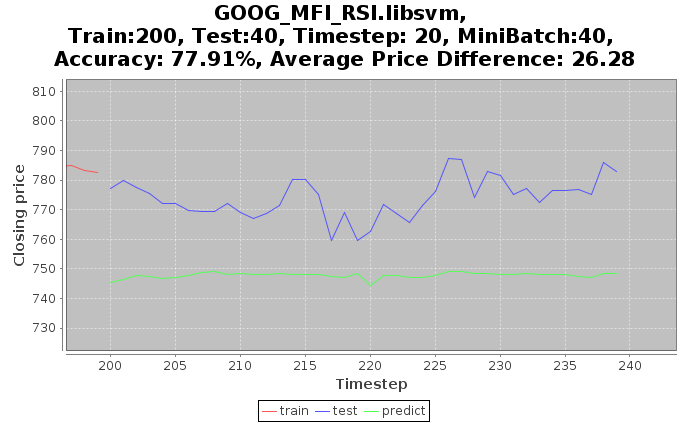 GOOG_MFI_RSI.libsvm,
Train:200, Test:40, Timestep: 20, MiniBatch:40,
Accuracy: 77.91%, Average Price Difference: 26.28
Closing price
810
800
790
780
770
760
750
740
730
200 205 210 215 220 225 230 235 240
Timestep
train test predict